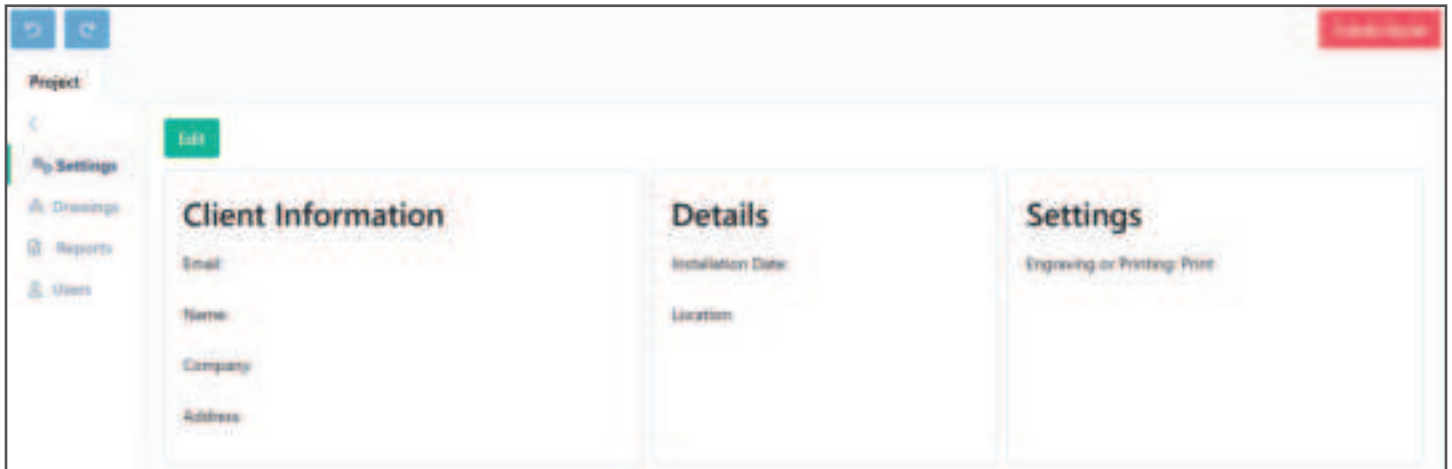 Project
Edit
Settings
Drawings
Reports
Users
Client Information
Email
Name
Company
Address
Details
Installation Date:
Location
Settings
Engraving or Printing: Print